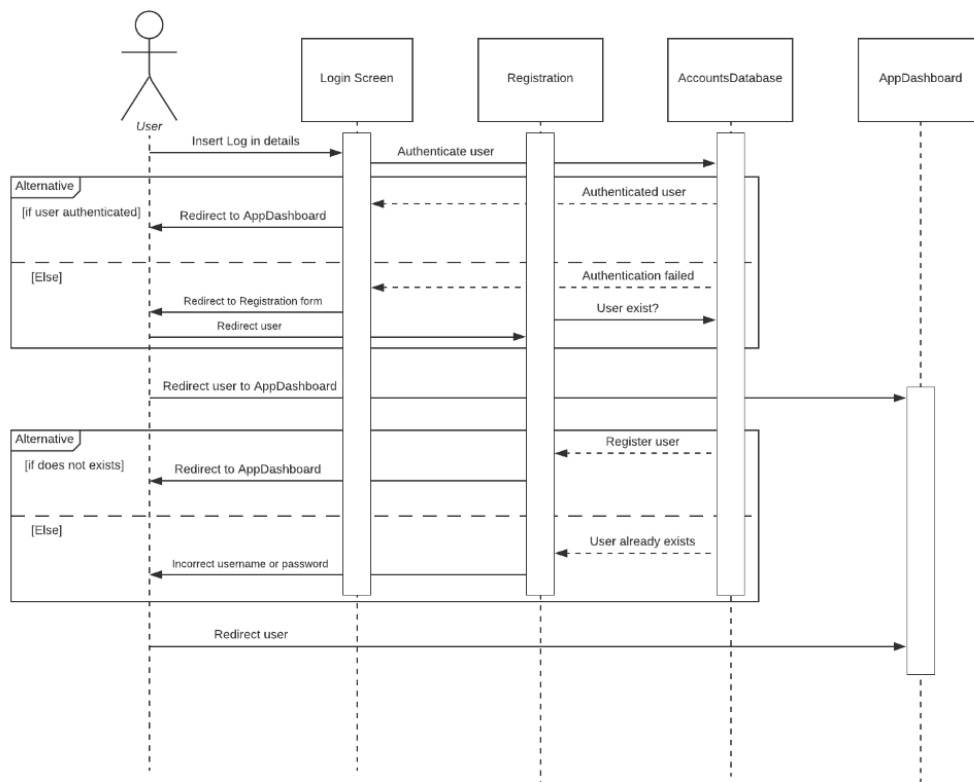 Login Screen
Registration
AccountsDatabase
AppDashboard
User
Insert Log in details
Authenticate user
Alternative
Authenticated user
[if user authenticated]
Redirect to AppDashboard
[Else]
Authentication failed
Redirect to Registration form
User exist?
Redirect user
Redirect user to AppDashboard
Alternative
Register user
[if does not exists]
Redirect to AppDashboard
[Else]
User already exists
Incorrect username or password
Redirect user